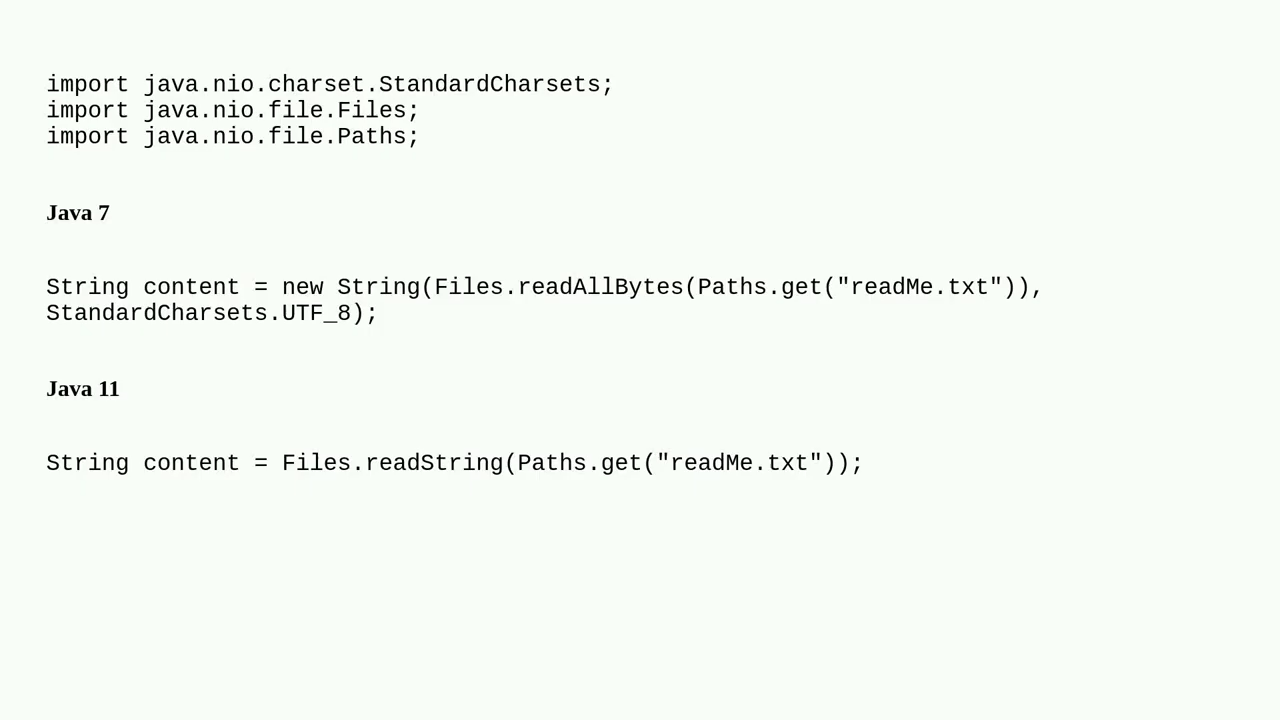 import java.nio.charset.StandardCharsets;
import java.nio.file.Files;
import java.nio.file.Paths;
Java 7
String content = new String(Files.readAllBytes(Paths.get("readMe.txt")),
StandardCharsets.UTF_8);
Java 11
String content = Files.readString(Paths.get("readMe.txt"));